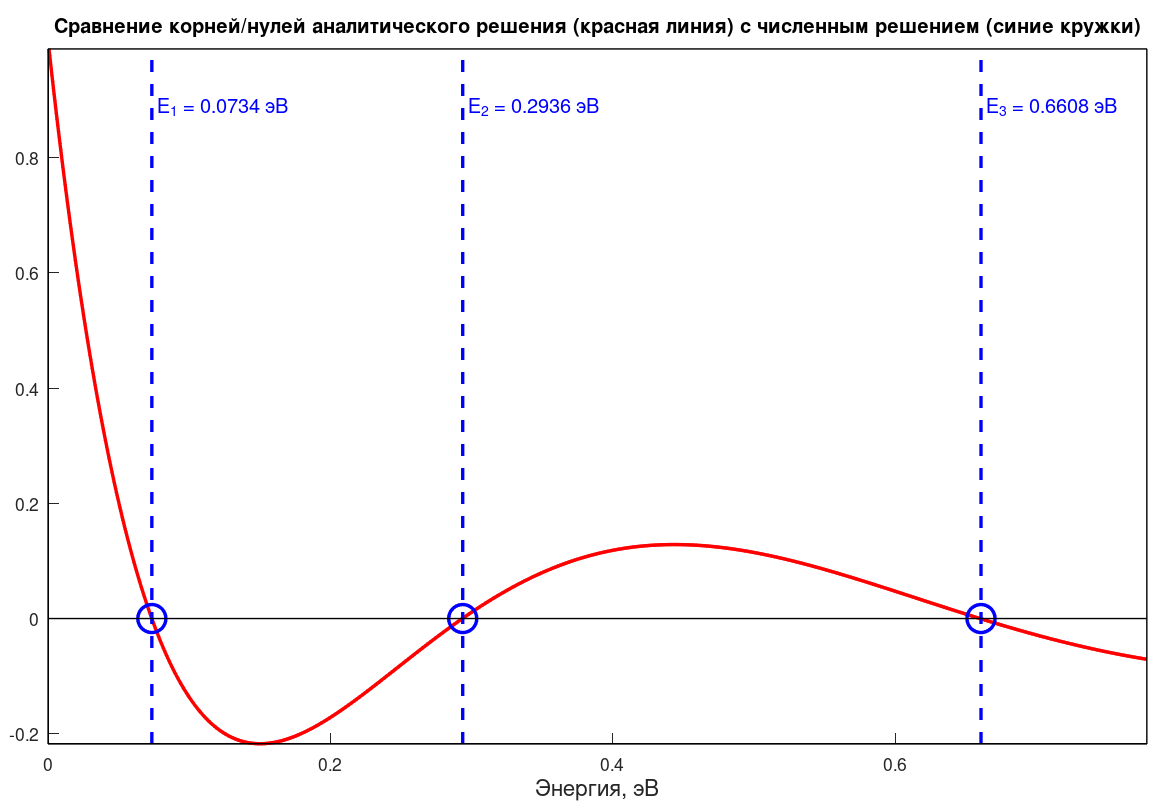 Сравнение корней/нулей аналитического решения (красная линия) с численным решением (синие кружки)
E₁ = 0.0734 эВ
E₂ = 0.2936 эВ
E₃ = 0.6608 эВ
0.8
0.6
0.4
0.2
0
-0.2
0
0.2
0.4
0.6
Энергия, эВ